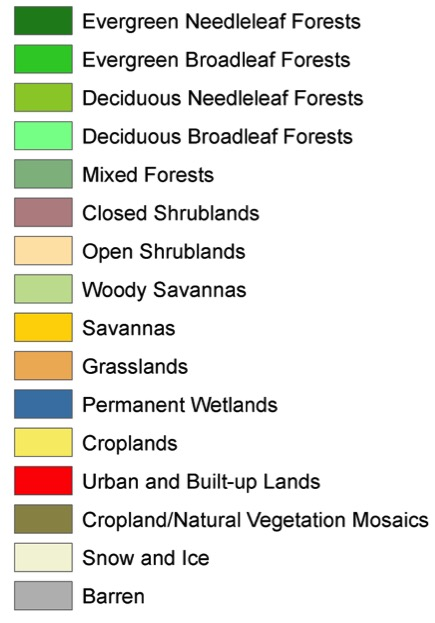 Evergreen Needleleaf Forests
Evergreen Broadleaf Forests
Deciduous Needleleaf Forests
Deciduous Broadleaf Forests
Mixed Forests
Closed Shrublands
Open Shrublands
Woody Savannas
Savannas
Grasslands
Permanent Wetlands
Croplands
Urban and Built-up Lands
Cropland/Natural Vegetation Mosaics
Snow and Ice
Barren